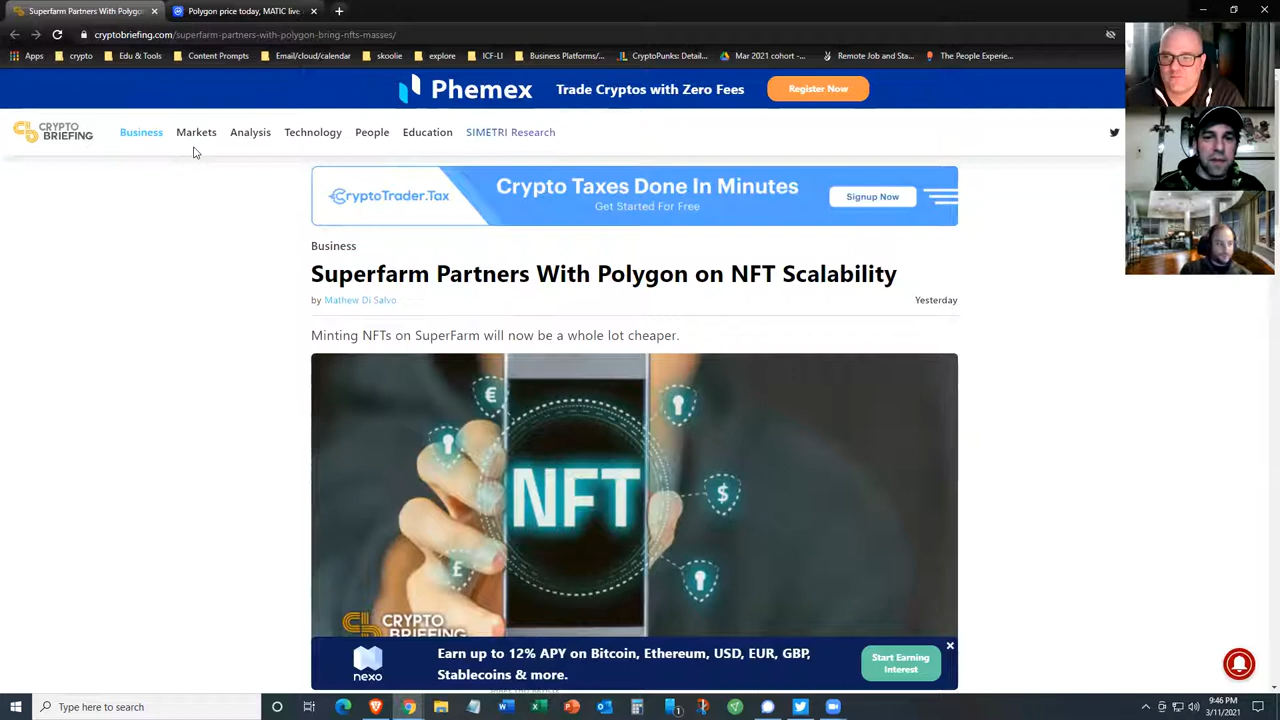 Superfarm Partners With Polygon
Polygon price today, MATIC live
cryptobriefing.com/superfarm-partners-with-polygon-bring-nfts-masses/
Apps
crypto
Edu & Tools
Content Prompts
Email/cloud/calendar
skoolie
explore
ICF-LI
Business Platforms/...
CryptoPunks: Detail...
Mar 2021 cohort -...
Remote Job and Sta...
The People Experie...
Phemex
Trade Cryptos with Zero Fees
Register Now
CRYPTO
BRIEFING
Business
Markets
Analysis
Technology
People
Education
SIMETRI Research
CryptoTrader.Tax
Crypto Taxes Done In Minutes
Get Started For Free
Signup Now
Business
Superfarm Partners With Polygon on NFT Scalability
by Mathew Di Salvo
Yesterday
Minting NFTs on SuperFarm will now be a whole lot cheaper.
€
$
£
NFT
CRYPTO
BRIEFING
nexo
Earn up to 12% APY on Bitcoin, Ethereum, USD, EUR, GBP,
Stablecoins & more.
Start Earning
Interest
SHARE THIS ARTICLE
Type here to search
9:46 PM
3/11/2021